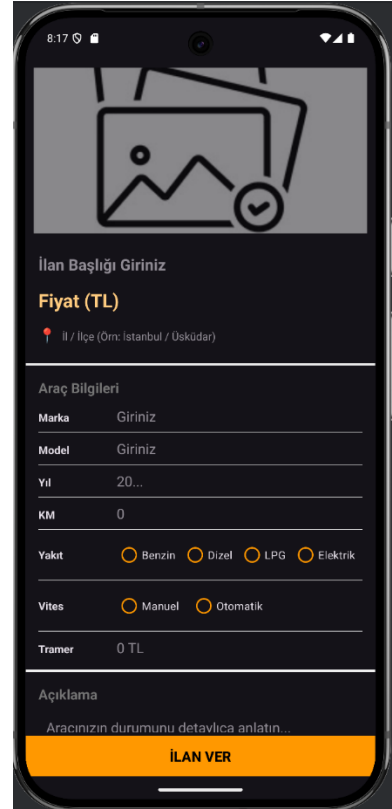 8:17
İlan Başlığı Giriniz
Fiyat (TL)
İl / İlçe (Örn: İstanbul / Üsküdar)
Araç Bilgileri
Marka Giriniz
Model Giriniz
Yıl 20...
KM 0
Yakıt Benzin Dizel LPG Elektrik
Vites Manuel Otomatik
Tramer 0 TL
Açıklama
Aracınızın durumunu detaylıca anlatın...
İLAN VER